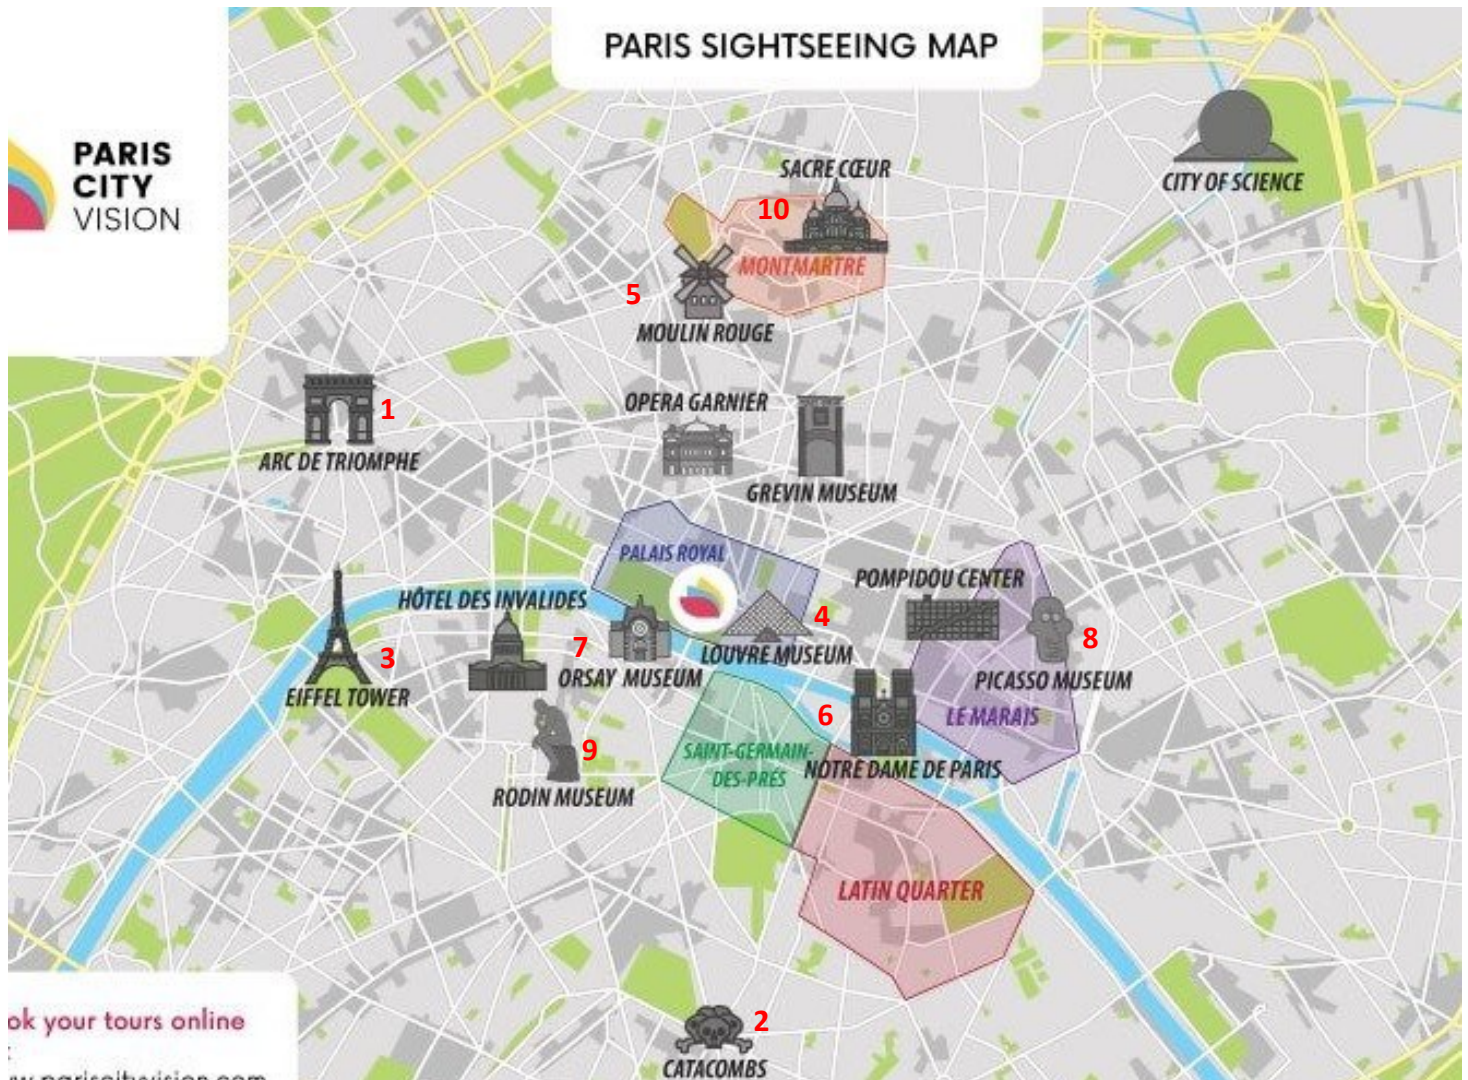 PARIS SIGHTSEEING MAP
PARIS
CITY
VISION
SACRE CŒUR
10
MONTMARTRE
CITY OF SCIENCE
5
MOULIN ROUGE
1
ARC DE TRIOMPHE
OPERA GARNIER
GREVIN MUSEUM
PALAIS ROYAL
POMPIDOU CENTER
HÔTEL DES INVALIDES
4
LOUVRE MUSEUM
7
ORSAY MUSEUM
8
PICASSO MUSEUM
3
EIFFEL TOWER
LE MARAIS
6
NOTRE DAME DE PARIS
SAINT-GERMAIN-
DES-PRÉS
9
RODIN MUSEUM
LATIN QUARTER
2
CATACOMBS
ok your tours online
w.pariscityvision.com